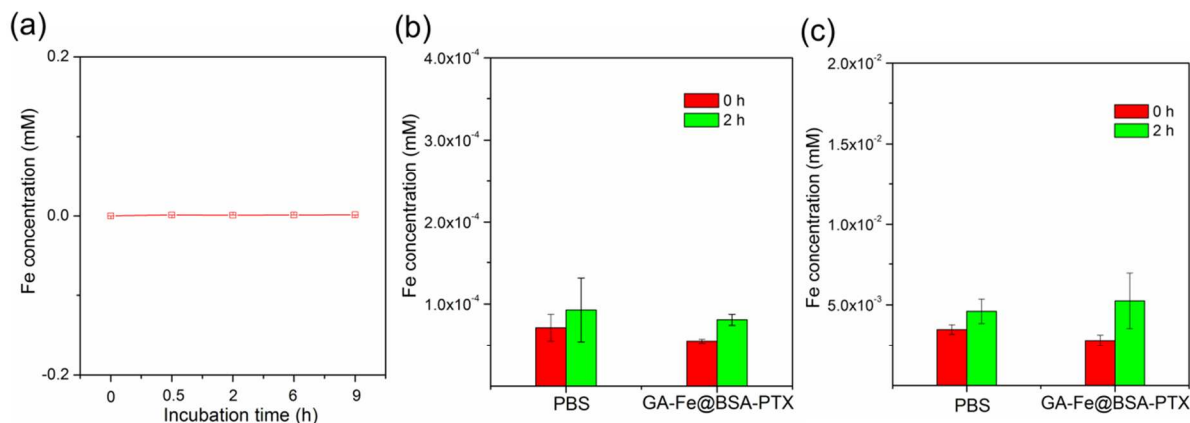 (a)
0.2
0.0
-0.2
Fe concentration (mM)
0 0.5 2 6 9
Incubation time (h)
(b)
4.0x10⁻⁴
3.0x10⁻⁴
2.0x10⁻⁴
1.0x10⁻⁴
Fe concentration (mM)
0 h
2 h
PBS GA-Fe@BSA-PTX
(c)
2.0x10⁻²
1.5x10⁻²
1.0x10⁻²
5.0x10⁻³
Fe concentration (mM)
0 h
2 h
PBS GA-Fe@BSA-PTX